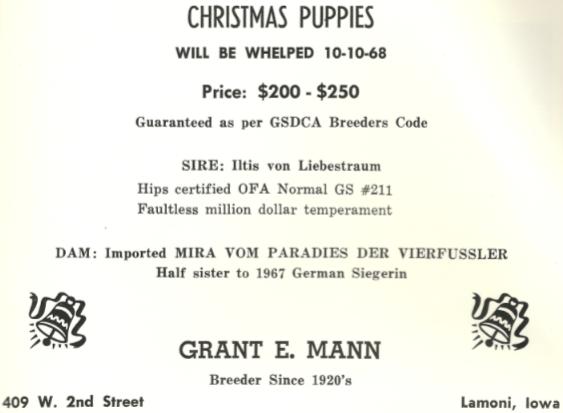 CHRISTMAS PUPPIES
WILL BE WHELPED 10-10-68
Price: $200 - $250
Guaranteed as per GSDCA Breeders Code
SIRE: Iltis von Liebestraum
Hips certified OFA Normal GS #211
Faultless million dollar temperament
DAM: Imported MIRA VOM PARADIES DER VIERFUSSLER
Half sister to 1967 German Siegerin
GRANT E. MANN
Breeder Since 1920's
409 W. 2nd Street Lamoni, Iowa